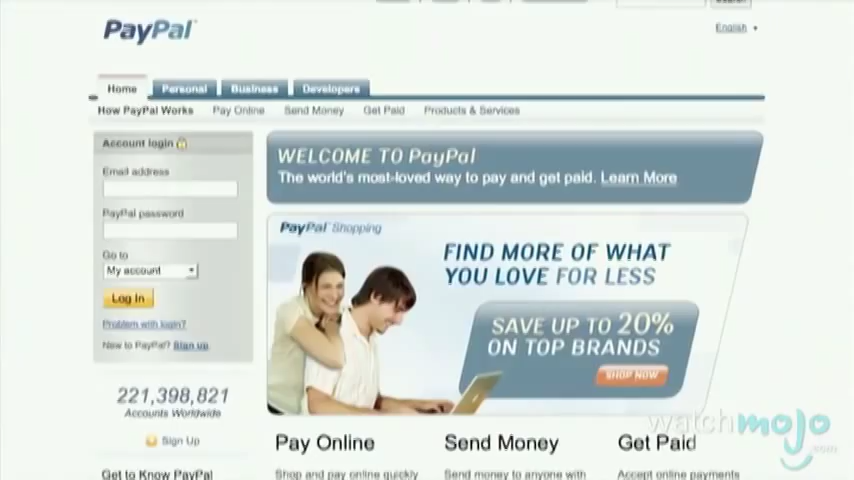 PayPal
English
Home Personal Business Developers
How PayPal Works Pay Online Send Money Get Paid Products & Services
Account login
Email address
PayPal password
Go to
My account
Log In
Problem with login?
New to PayPal? Sign up
221,398,821
Accounts Worldwide
Sign Up
Get to Know PayPal
WELCOME TO PayPal
The world's most-loved way to pay and get paid. Learn More
PayPal Shopping
FIND MORE OF WHAT
YOU LOVE FOR LESS
SAVE UP TO 20%
ON TOP BRANDS
SHOP NOW
Pay Online Send Money Get Paid
Shop and pay online quickly Send money to anyone with Accept online payments
watchmojo.com